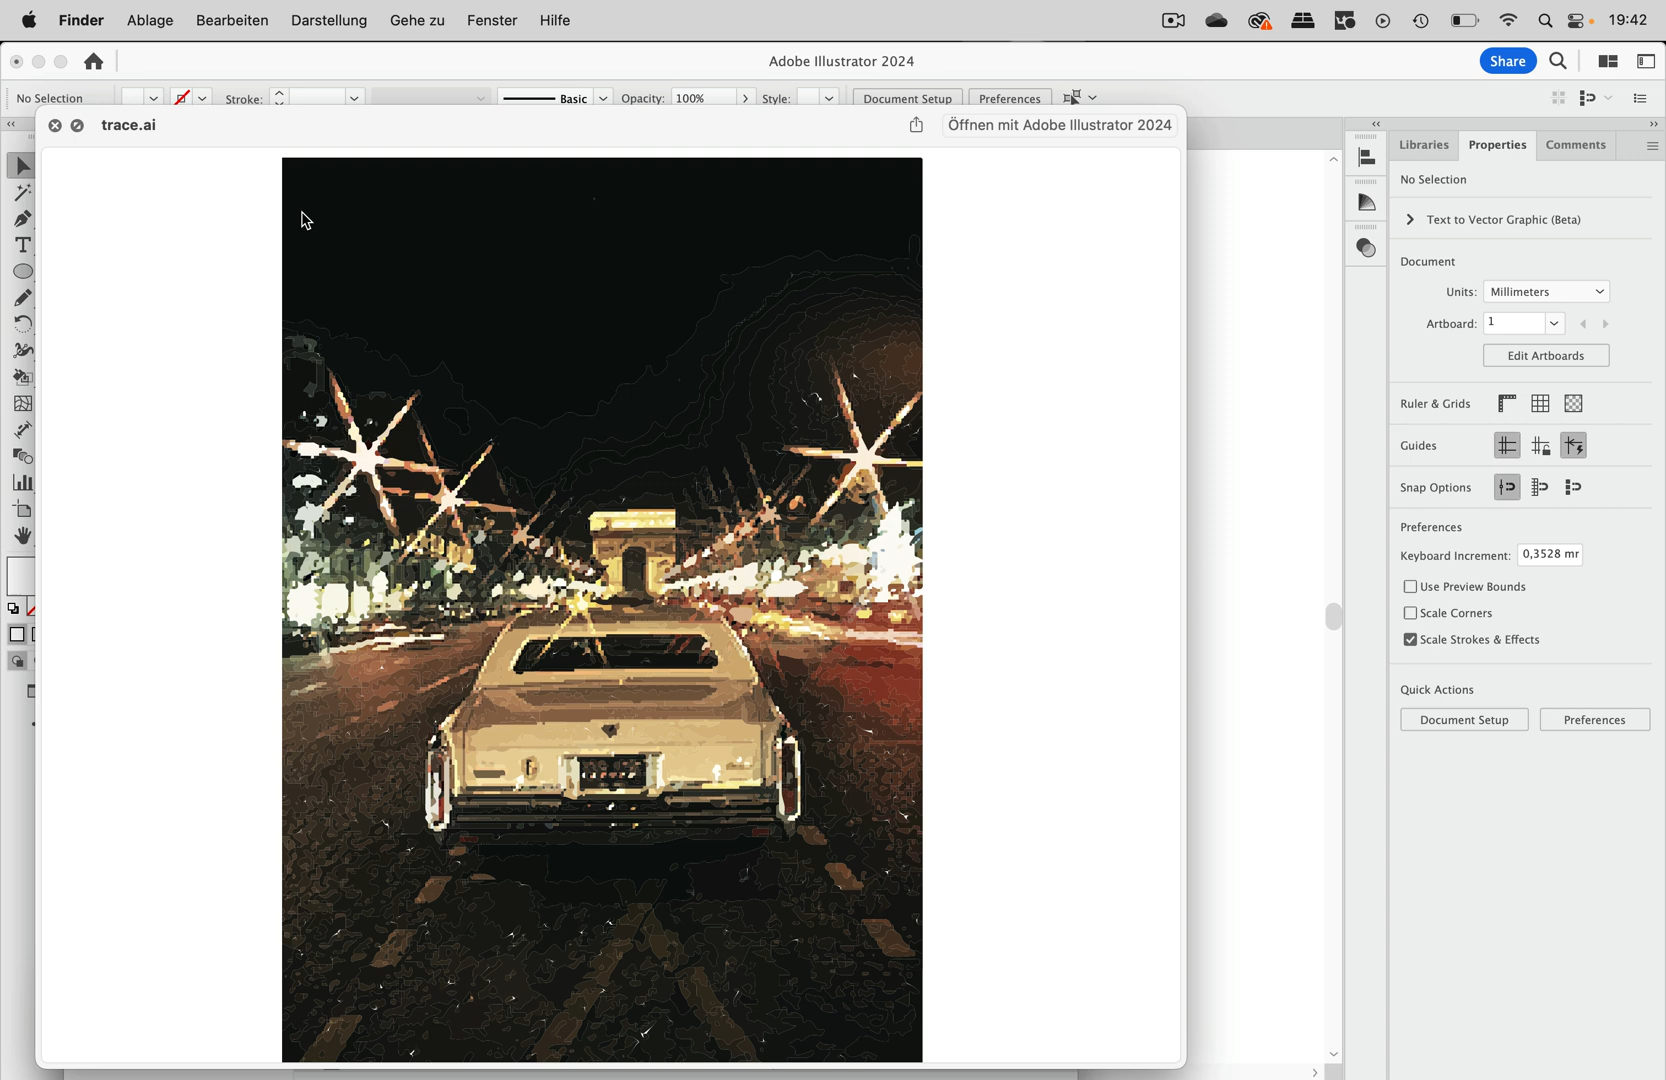 Finder Ablage Bearbeiten Darstellung Gehe zu Fenster Hilfe 19:42
Adobe Illustrator 2024
Share
No Selection Stroke: Basic Opacity: 100% Style: Document Setup Preferences
trace.ai Öffnen mit Adobe Illustrator 2024
Libraries Properties Comments
No Selection
Text to Vector Graphic (Beta)
Document
Units: Millimeters
Artboard: 1
Edit Artboards
Ruler & Grids
Guides
Snap Options
Preferences
Keyboard Increment: 0,3528 mr
Use Preview Bounds
Scale Corners
Scale Strokes & Effects
Quick Actions
Document Setup Preferences